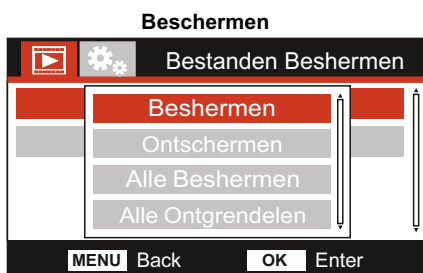 Beschermen
Bestanden Beshermen
Beshermen
Ontschermen
Alle Beshermen
Alle Ontgrendelen
MENU Back OK Enter